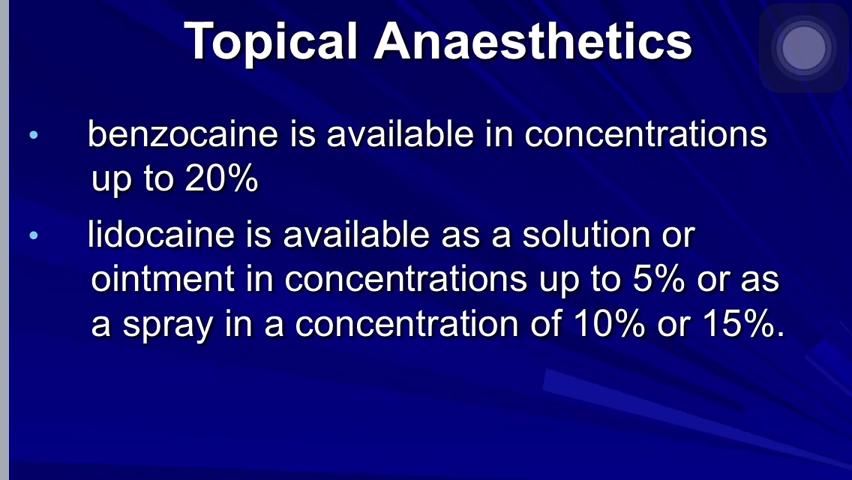 Topical Anaesthetics
• benzocaine is available in concentrations
up to 20%
• lidocaine is available as a solution or
ointment in concentrations up to 5% or as
a spray in a concentration of 10% or 15%.